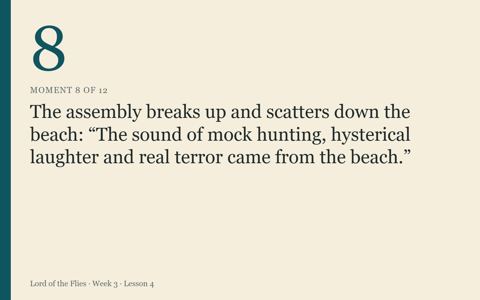 8
MOMENT 8 OF 12
The assembly breaks up and scatters down the
beach: “The sound of mock hunting, hysterical
laughter and real terror came from the beach.”
Lord of the Flies · Week 3 · Lesson 4